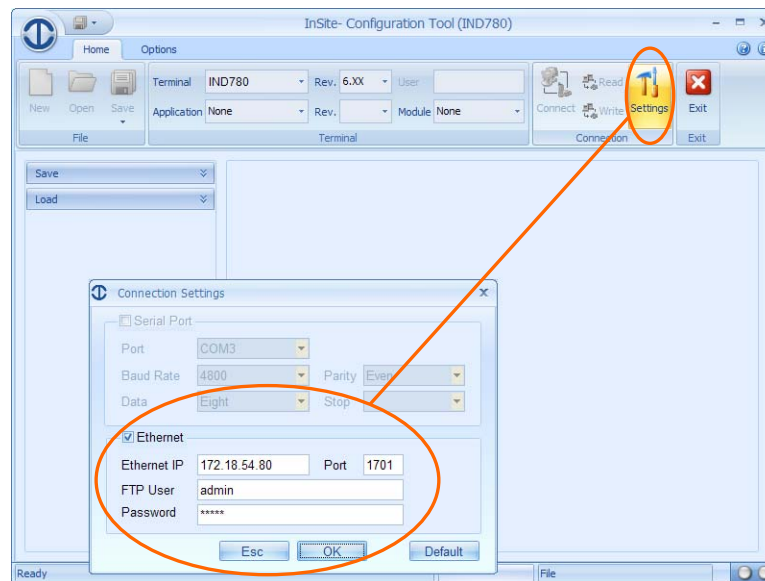 InSite- Configuration Tool (IND780)
Home Options
Terminal IND780 Rev. 6.XX User
New Open Save Application None Rev. Module None Connect Read Write Settings Exit
File Terminal Connection Exit
Save
Load
Connection Settings
Serial Port
Port COM3
Baud Rate 4800 Parity Even
Data Eight Stop
Ethernet
Ethernet IP 172.18.54.80 Port 1701
FTP User admin
Password *****
Esc OK Default
Ready File